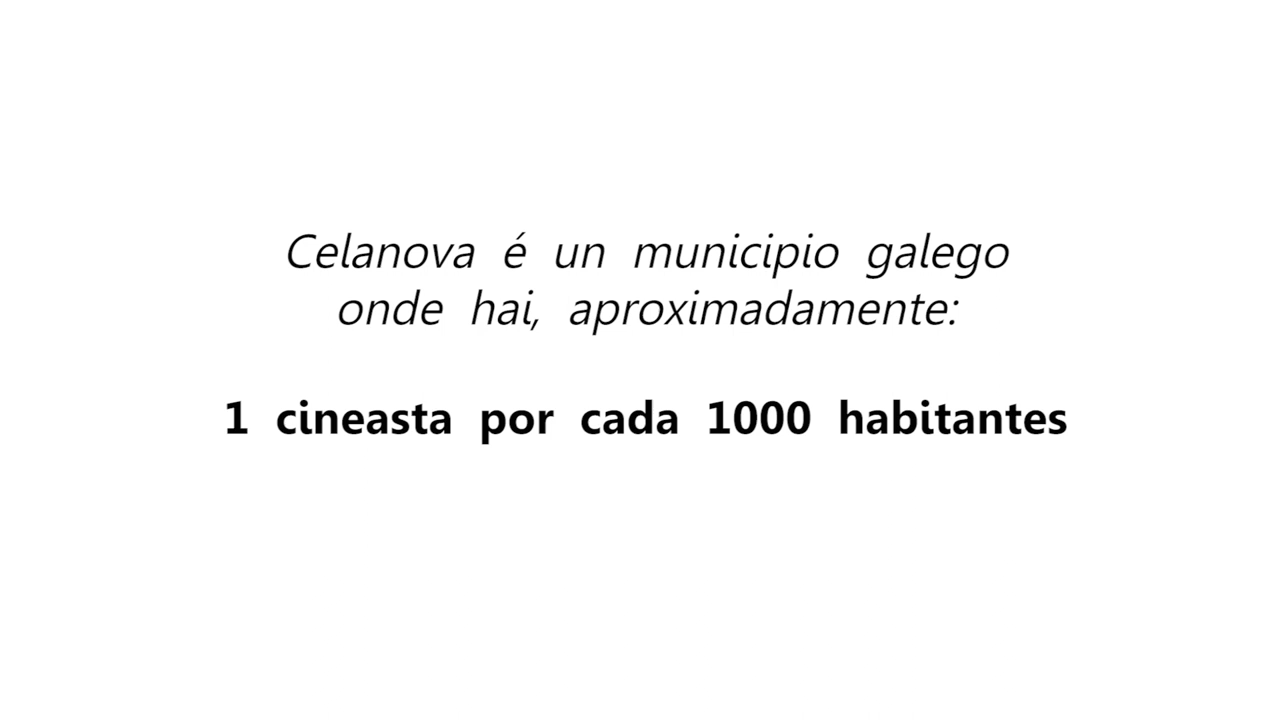 Celanova é un municipio galego
onde hai, aproximadamente:
1 cineasta por cada 1000 habitantes